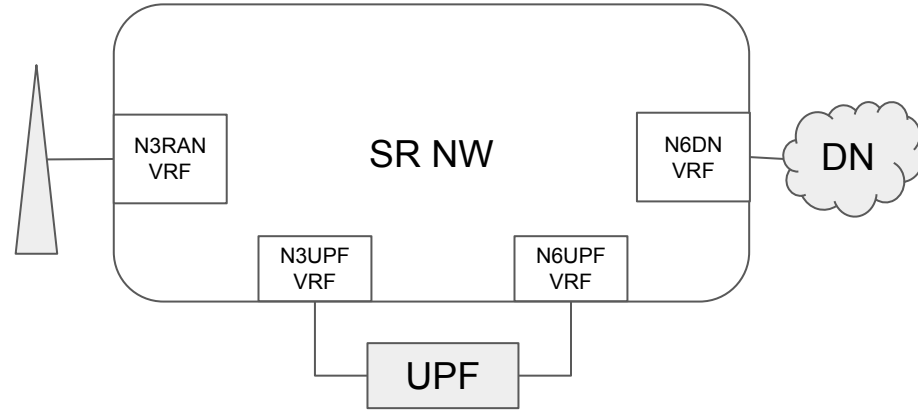 N3RAN
VRF
SR NW
N6DN
VRF
DN
N3UPF
VRF
N6UPF
VRF
UPF